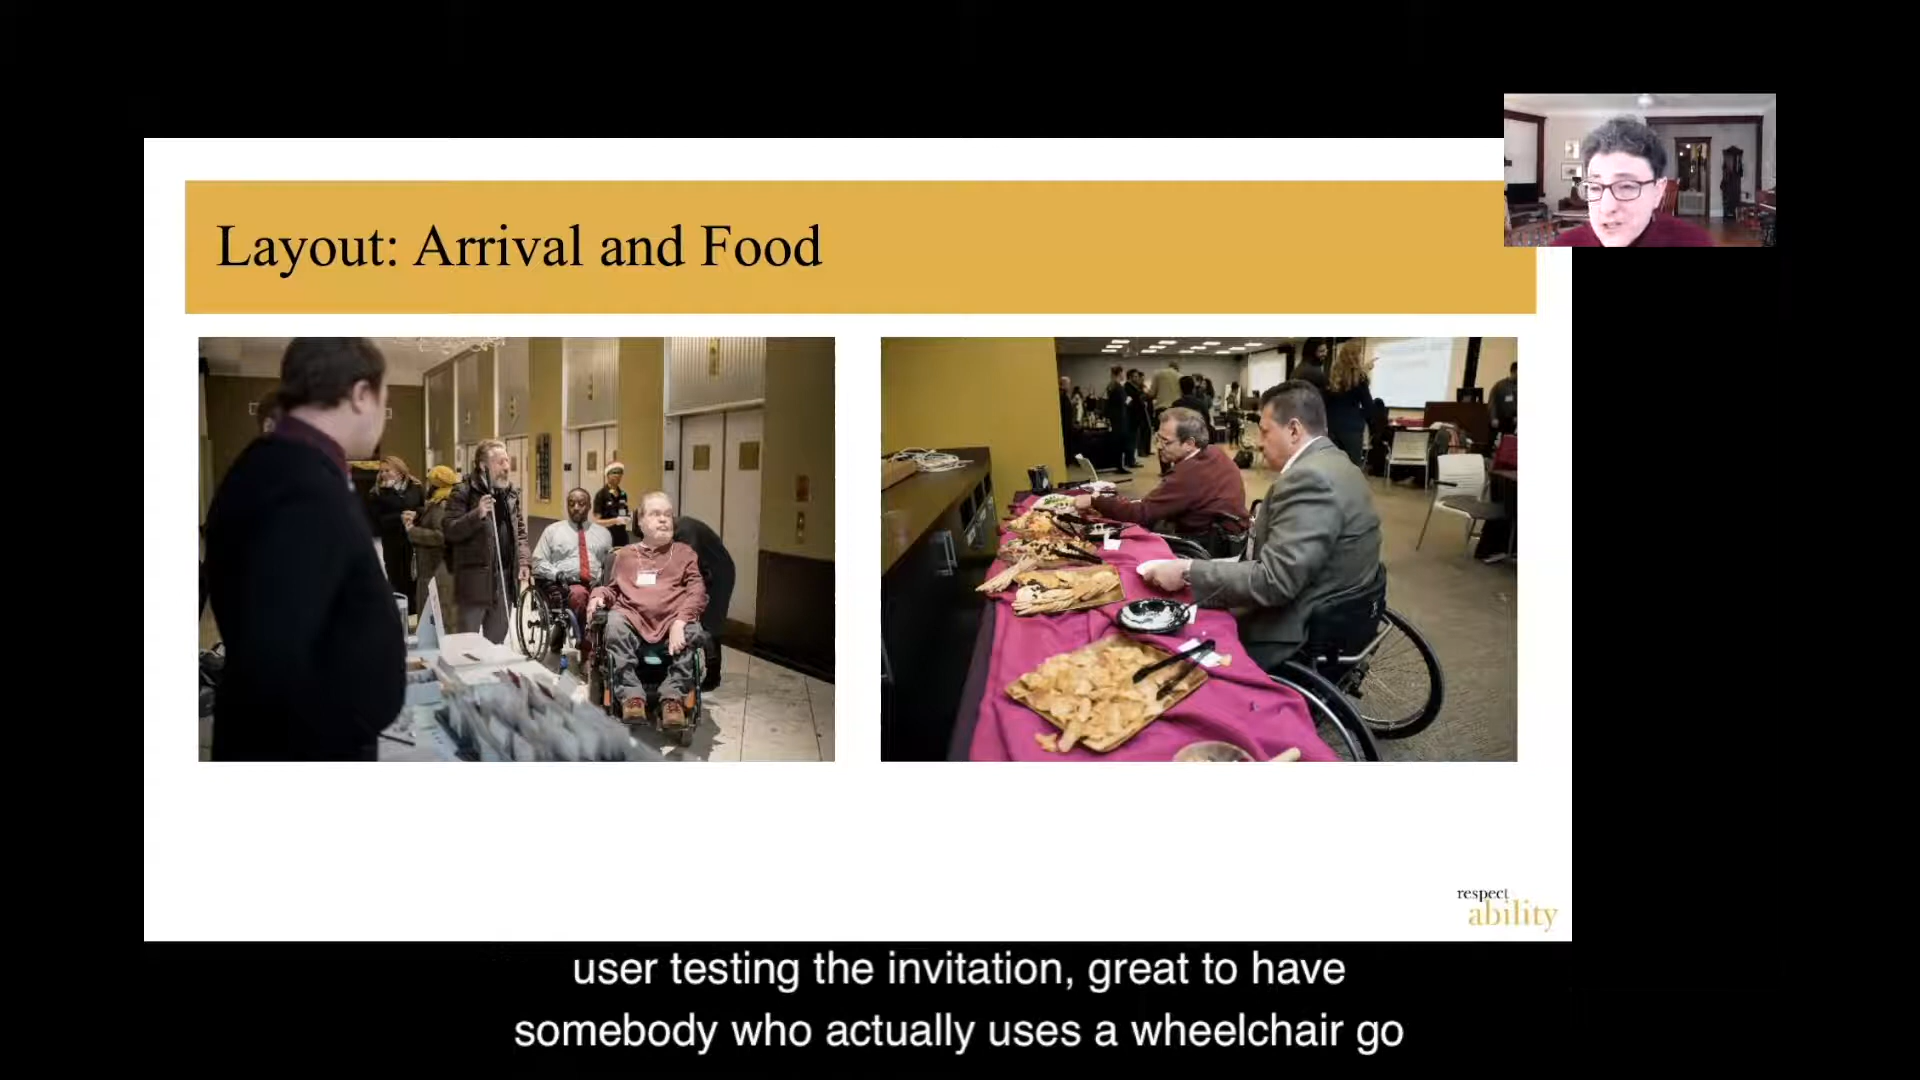 Layout: Arrival and Food
respect
ability
user testing the invitation, great to have
somebody who actually uses a wheelchair go